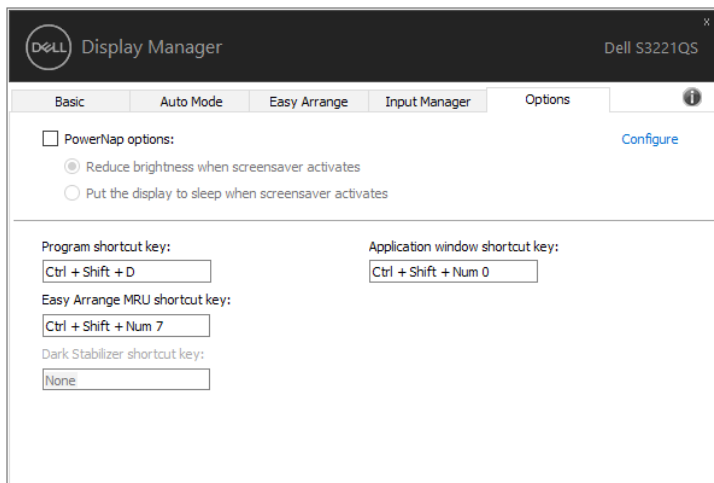 DELL Display Manager
Dell S3221QS
Basic Auto Mode Easy Arrange Input Manager Options
PowerNap options:
Configure
Reduce brightness when screensaver activates
Put the display to sleep when screensaver activates
Program shortcut key:
Application window shortcut key:
Ctrl + Shift + D
Ctrl + Shift + Num 0
Easy Arrange MRU shortcut key:
Ctrl + Shift + Num 7
Dark Stabilizer shortcut key:
None